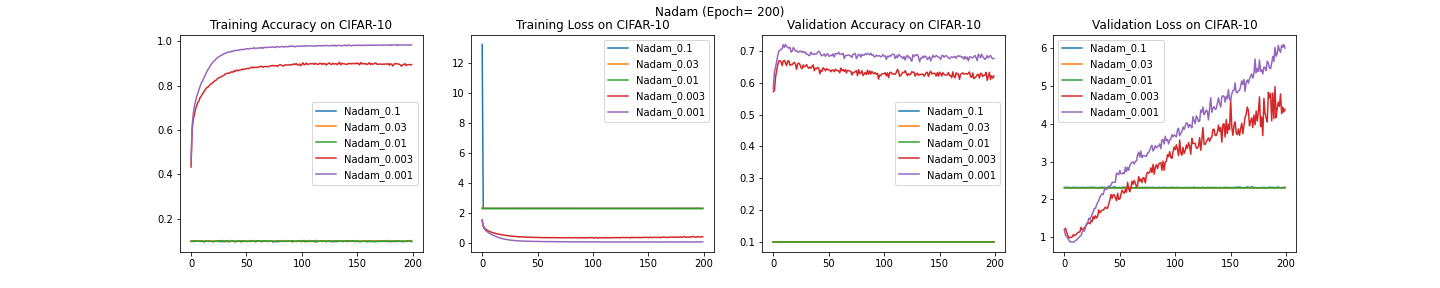 Nadam (Epoch= 200)
Training Accuracy on CIFAR-10
1.0
0.8
0.6
0.4
0.2
0
50
100
150
200
Nadam_0.1
Nadam_0.03
Nadam_0.01
Nadam_0.003
Nadam_0.001
Training Loss on CIFAR-10
12
10
8
6
4
2
0
0
50
100
150
200
Nadam_0.1
Nadam_0.03
Nadam_0.01
Nadam_0.003
Nadam_0.001
Validation Accuracy on CIFAR-10
0.7
0.6
0.5
0.4
0.3
0.2
0.1
0
50
100
150
200
Nadam_0.1
Nadam_0.03
Nadam_0.01
Nadam_0.003
Nadam_0.001
Validation Loss on CIFAR-10
6
5
4
3
2
1
0
50
100
150
200
Nadam_0.1
Nadam_0.03
Nadam_0.01
Nadam_0.003
Nadam_0.001